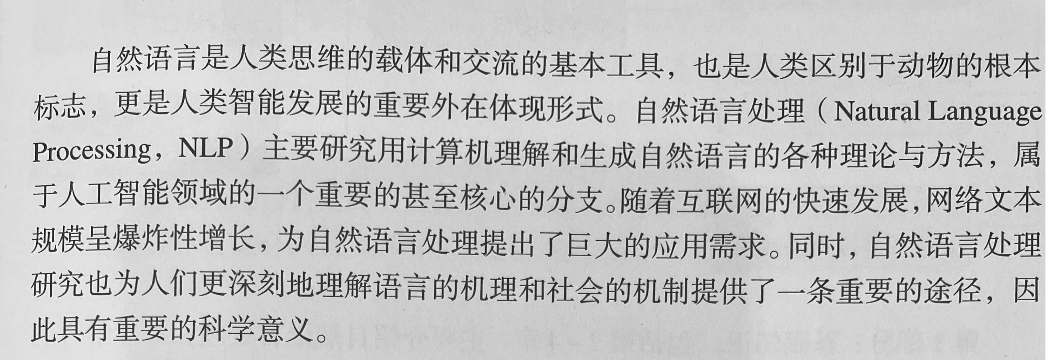 自然语言是人类思维的载体和交流的基本工具，也是人类区别于动物的根本
标志，更是人类智能发展的重要外在体现形式。自然语言处理（Natural Language
Processing，NLP）主要研究用计算机理解和生成自然语言的各种理论与方法，属
于人工智能领域的一个重要的甚至核心的分支。随着互联网的快速发展，网络文本
规模呈爆炸性增长，为自然语言处理提出了巨大的应用需求。同时，自然语言处理
研究也为人们更深刻地理解语言的机理和社会的机制提供了一条重要的途径，因
此具有重要的科学意义。